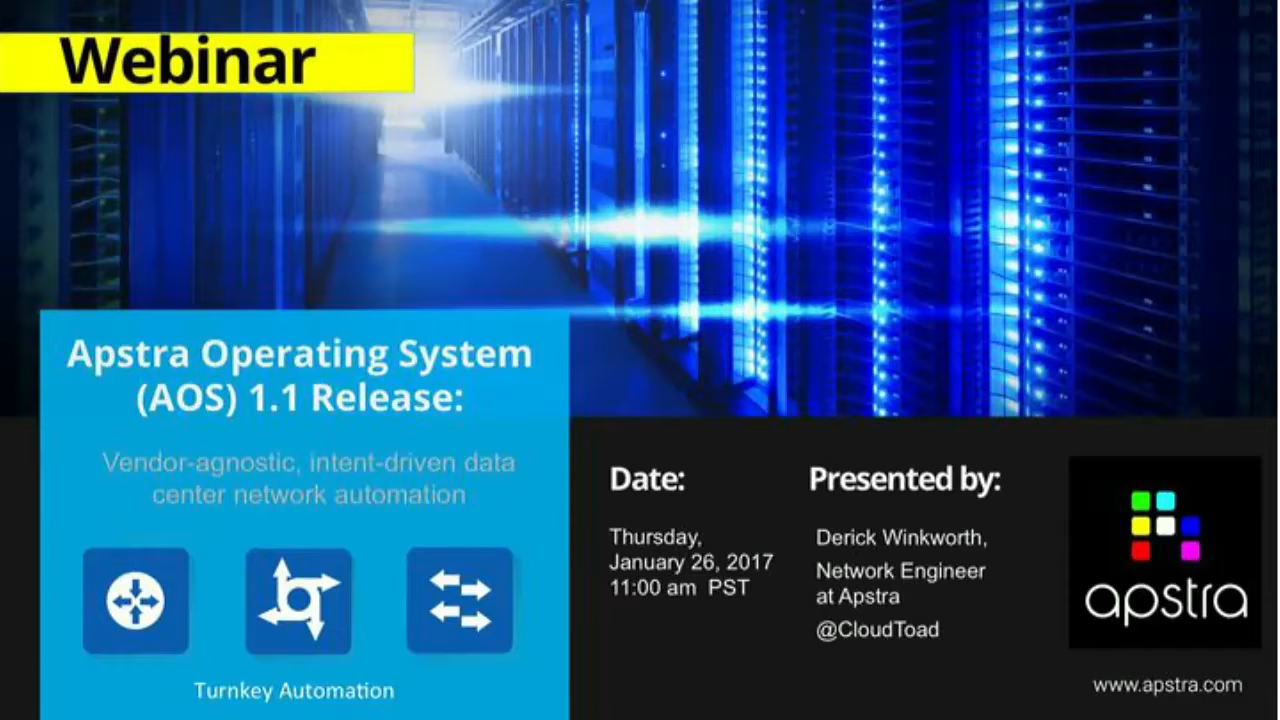 Webinar
Apstra Operating System
(AOS) 1.1 Release:
Vendor-agnostic, intent-driven data
center network automation
Turnkey Automation
Date:
Thursday,
January 26, 2017
11:00 am PST
Presented by:
Derick Winkworth,
Network Engineer
at Apstra
@CloudToad
apstra
www.apstra.com